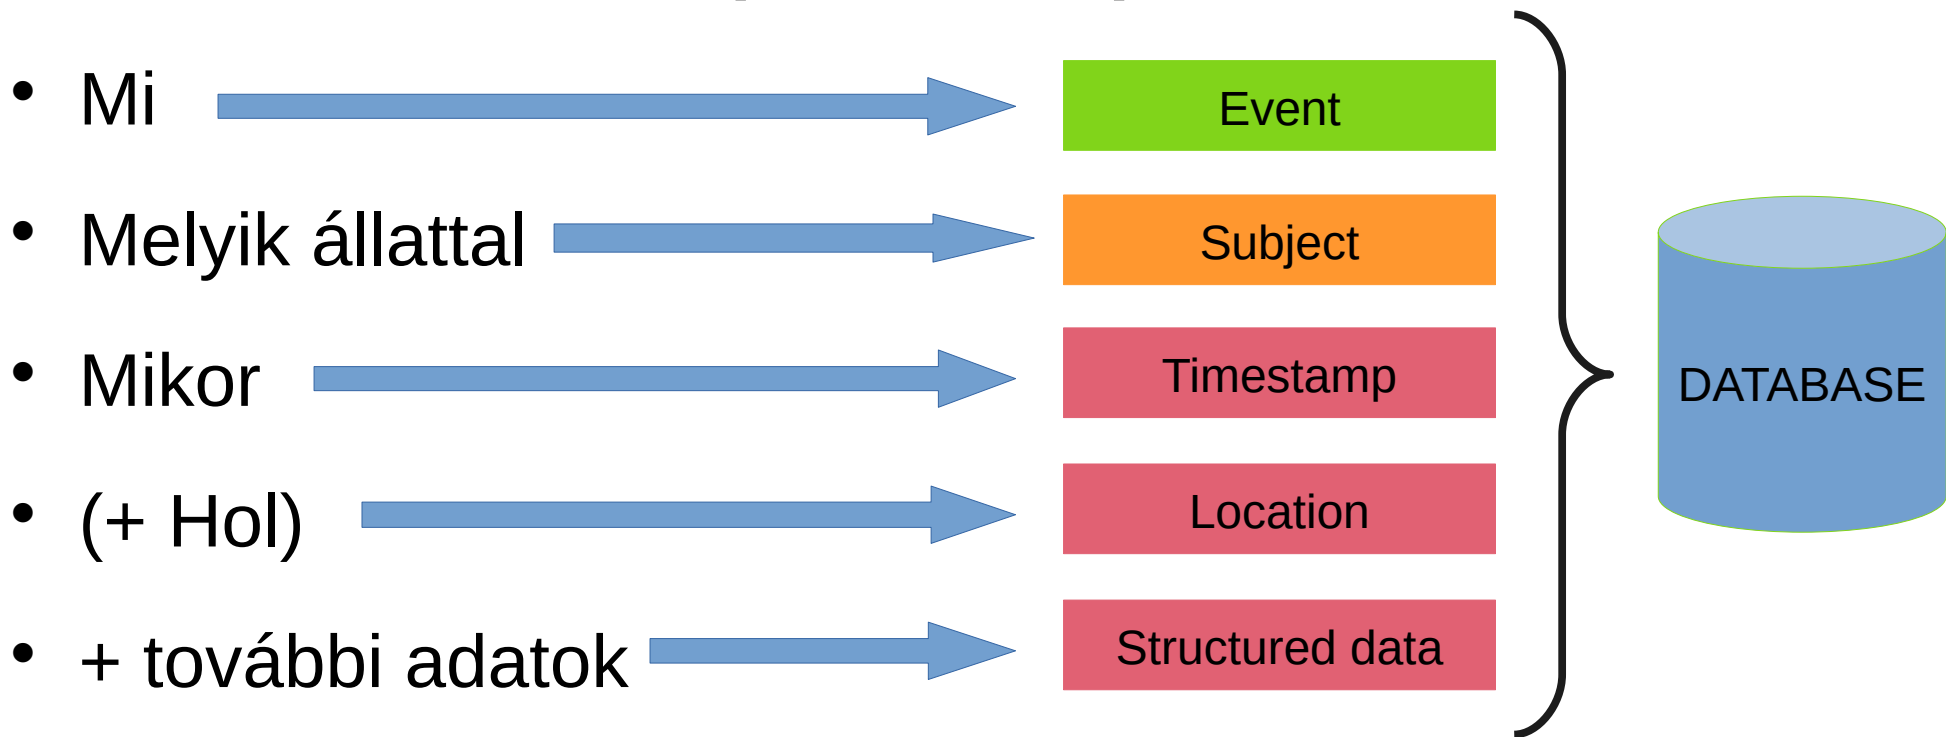 • Mi
Event
• Melyik állattal
Subject
• Mikor
Timestamp
• (+ Hol)
Location
• + további adatok
Structured data
DATABASE